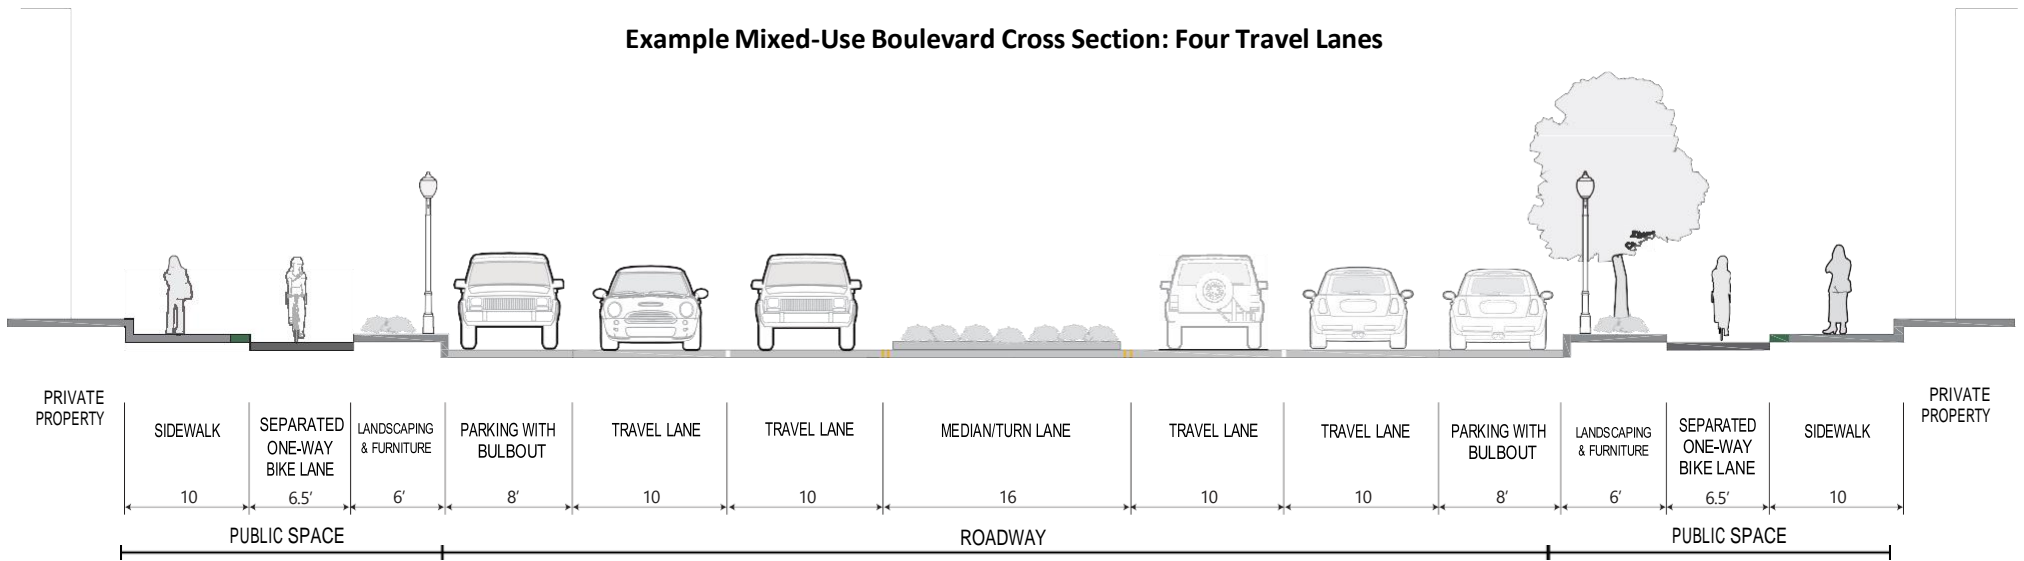 Example Mixed-Use Boulevard Cross Section: Four Travel Lanes
PRIVATE
PROPERTY
SIDEWALK
10
SEPARATED
ONE-WAY
BIKE LANE
6.5'
LANDSCAPING
& FURNITURE
6'
PARKING WITH
BULBOUT
8'
TRAVEL LANE
10
TRAVEL LANE
10
MEDIAN/TURN LANE
16
TRAVEL LANE
10
TRAVEL LANE
10
PARKING WITH
BULBOUT
8'
LANDSCAPING
& FURNITURE
6'
SEPARATED
ONE-WAY
BIKE LANE
6.5'
SIDEWALK
10
PRIVATE
PROPERTY
PUBLIC SPACE
ROADWAY
PUBLIC SPACE